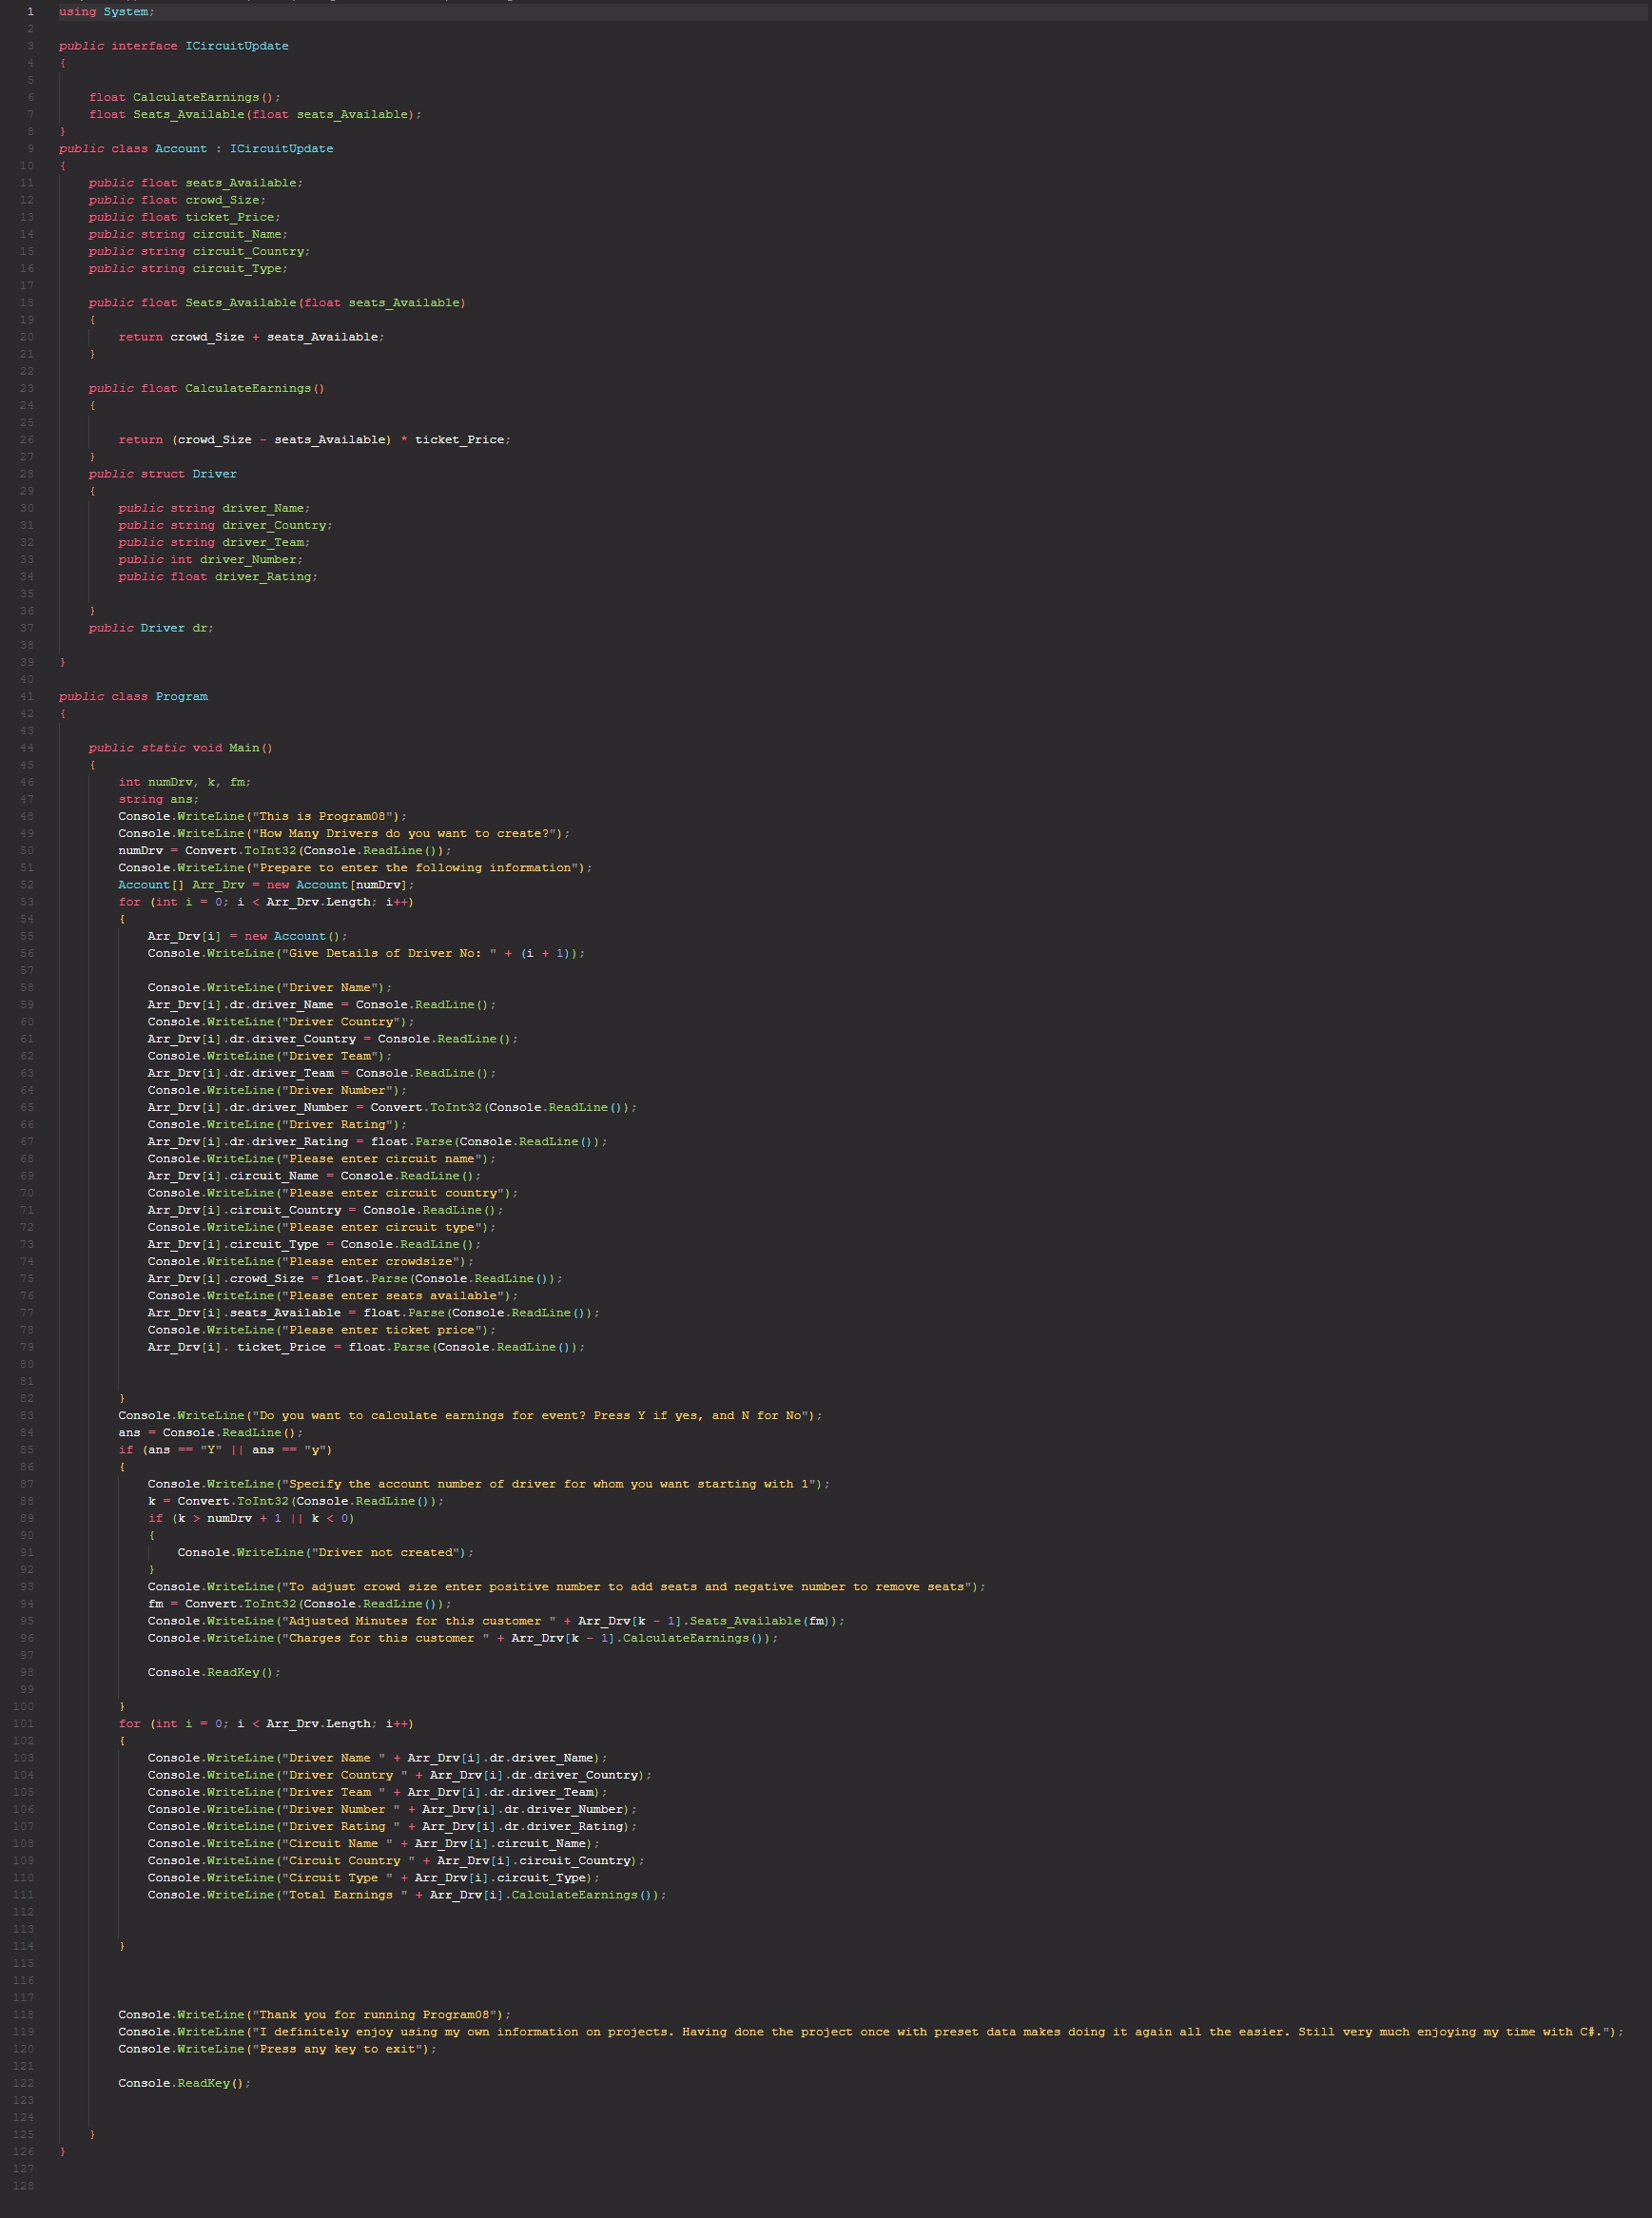 1 using System;
2
3 public interface ICircuitUpdate
4 {
5
6 float CalculateEarnings();
7 float Seats_Available(float seats_Available);
8 }
9 public class Account : ICircuitUpdate
10 {
11 public float seats_Available;
12 public float crowd_Size;
13 public float ticket_Price;
14 public string circuit_Name;
15 public string circuit_Country;
16 public string circuit_Type;
17
18 public float Seats_Available(float seats_Available)
19 {
20 return crowd_Size + seats_Available;
21 }
22
23 public float CalculateEarnings()
24 {
25
26 return (crowd_Size - seats_Available) * ticket_Price;
27 }
28 public struct Driver
29 {
30 public string driver_Name;
31 public string driver_Country;
32 public string driver_Team;
33 public int driver_Number;
34 public float driver_Rating;
35
36 }
37 public Driver dr;
38
39 }
40
41 public class Program
42 {
43
44 public static void Main()
45 {
46 int numDrv, k, fm;
47 string ans;
48 Console.WriteLine("This is Program08");
49 Console.WriteLine("How Many Drivers do you want to create?");
50 numDrv = Convert.ToInt32(Console.ReadLine());
51 Console.WriteLine("Prepare to enter the following information");
52 Account[] Arr_Drv = new Account[numDrv];
53 for (int i = 0; i < Arr_Drv.Length; i++)
54 {
55 Arr_Drv[i] = new Account();
56 Console.WriteLine("Give Details of Driver No: " + (i + 1));
57
58 Console.WriteLine("Driver Name");
59 Arr_Drv[i].dr.driver_Name = Console.ReadLine();
60 Console.WriteLine("Driver Country");
61 Arr_Drv[i].dr.driver_Country = Console.ReadLine();
62 Console.WriteLine("Driver Team");
63 Arr_Drv[i].dr.driver_Team = Console.ReadLine();
64 Console.WriteLine("Driver Number");
65 Arr_Drv[i].dr.driver_Number = Convert.ToInt32(Console.ReadLine());
66 Console.WriteLine("Driver Rating");
67 Arr_Drv[i].dr.driver_Rating = float.Parse(Console.ReadLine());
68 Console.WriteLine("Please enter circuit name");
69 Arr_Drv[i].circuit_Name = Console.ReadLine();
70 Console.WriteLine("Please enter circuit country");
71 Arr_Drv[i].circuit_Country = Console.ReadLine();
72 Console.WriteLine("Please enter circuit type");
73 Arr_Drv[i].circuit_Type = Console.ReadLine();
74 Console.WriteLine("Please enter crowdsize");
75 Arr_Drv[i].crowd_Size = float.Parse(Console.ReadLine());
76 Console.WriteLine("Please enter seats available");
77 Arr_Drv[i].seats_Available = float.Parse(Console.ReadLine());
78 Console.WriteLine("Please enter ticket price");
79 Arr_Drv[i]. ticket_Price = float.Parse(Console.ReadLine());
80
81
82 }
83 Console.WriteLine("Do you want to calculate earnings for event? Press Y if yes, and N for No");
84 ans = Console.ReadLine();
85 if (ans == "Y" || ans == "y")
86 {
87 Console.WriteLine("Specify the account number of driver for whom you want starting with 1");
88 k = Convert.ToInt32(Console.ReadLine());
89 if (k > numDrv + 1 || k < 0)
90 {
91 Console.WriteLine("Driver not created");
92 }
93 Console.WriteLine("To adjust crowd size enter positive number to add seats and negative number to remove seats");
94 fm = Convert.ToInt32(Console.ReadLine());
95 Console.WriteLine("Adjusted Minutes for this customer " + Arr_Drv[k - 1].Seats_Available(fm));
96 Console.WriteLine("Charges for this customer " + Arr_Drv[k - 1].CalculateEarnings());
97
98 Console.ReadKey();
99
100 }
101 for (int i = 0; i < Arr_Drv.Length; i++)
102 {
103 Console.WriteLine("Driver Name " + Arr_Drv[i].dr.driver_Name);
104 Console.WriteLine("Driver Country " + Arr_Drv[i].dr.driver_Country);
105 Console.WriteLine("Driver Team " + Arr_Drv[i].dr.driver_Team);
106 Console.WriteLine("Driver Number " + Arr_Drv[i].dr.driver_Number);
107 Console.WriteLine("Driver Rating " + Arr_Drv[i].dr.driver_Rating);
108 Console.WriteLine("Circuit Name " + Arr_Drv[i].circuit_Name);
109 Console.WriteLine("Circuit Country " + Arr_Drv[i].circuit_Country);
110 Console.WriteLine("Circuit Type " + Arr_Drv[i].circuit_Type);
111 Console.WriteLine("Total Earnings " + Arr_Drv[i].CalculateEarnings());
112
113
114 }
115
116
117
118 Console.WriteLine("Thank you for running Program08");
119 Console.WriteLine("I definitely enjoy using my own information on projects. Having done the project once with preset data makes doing it again all the easier. Still very much enjoying my time with C#.");
120 Console.WriteLine("Press any key to exit");
121
122 Console.ReadKey();
123
124
125 }
126 }
127
128